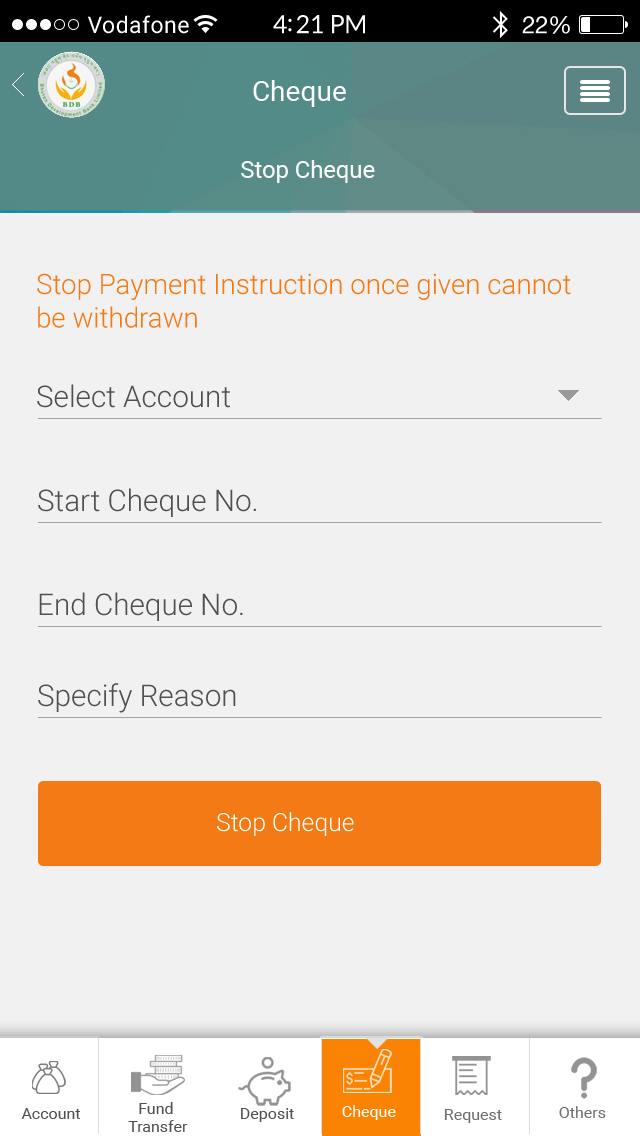 Vodafone 4:21 PM 22%
BDB
Cheque
Stop Cheque
Stop Payment Instruction once given cannot
be withdrawn
Select Account
Start Cheque No.
End Cheque No.
Specify Reason
Stop Cheque
Account
Fund
Transfer
Deposit
Cheque
Request
Others